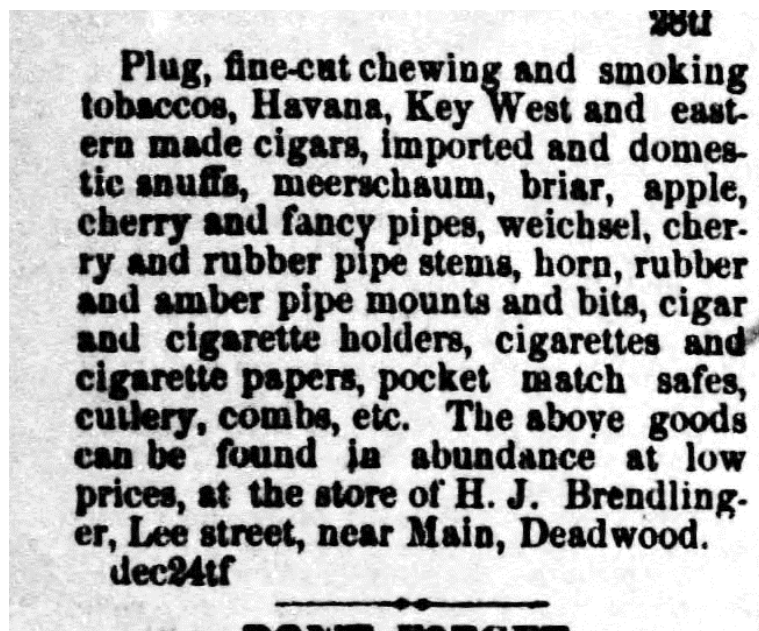 28tf
Plug, fine-cut chewing and smoking
tobaccos, Havana, Key West and east-
ern made cigars, imported and domes-
tic snuffs, meerschaum, briar, apple,
cherry and fancy pipes, weichsel, cher-
ry and rubber pipe stems, horn, rubber
and amber pipe mounts and bits, cigar
and cigarette holders, cigarettes and
cigarette papers, pocket match safes,
cutlery, combs, etc. The above goods
can be found in abundance at low
prices, at the store of H. J. Brendling-
er, Lee street, near Main, Deadwood.
dec24tf